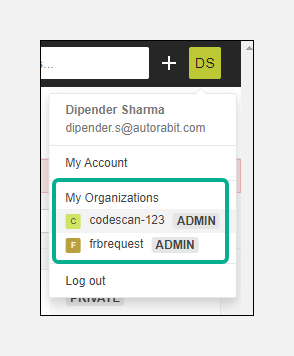 s...
DS
Dipender Sharma
dipender.s@autorabit.com
My Account
My Organizations
C codescan-123 ADMIN
F frbrequest ADMIN
Log out
PRIVATE